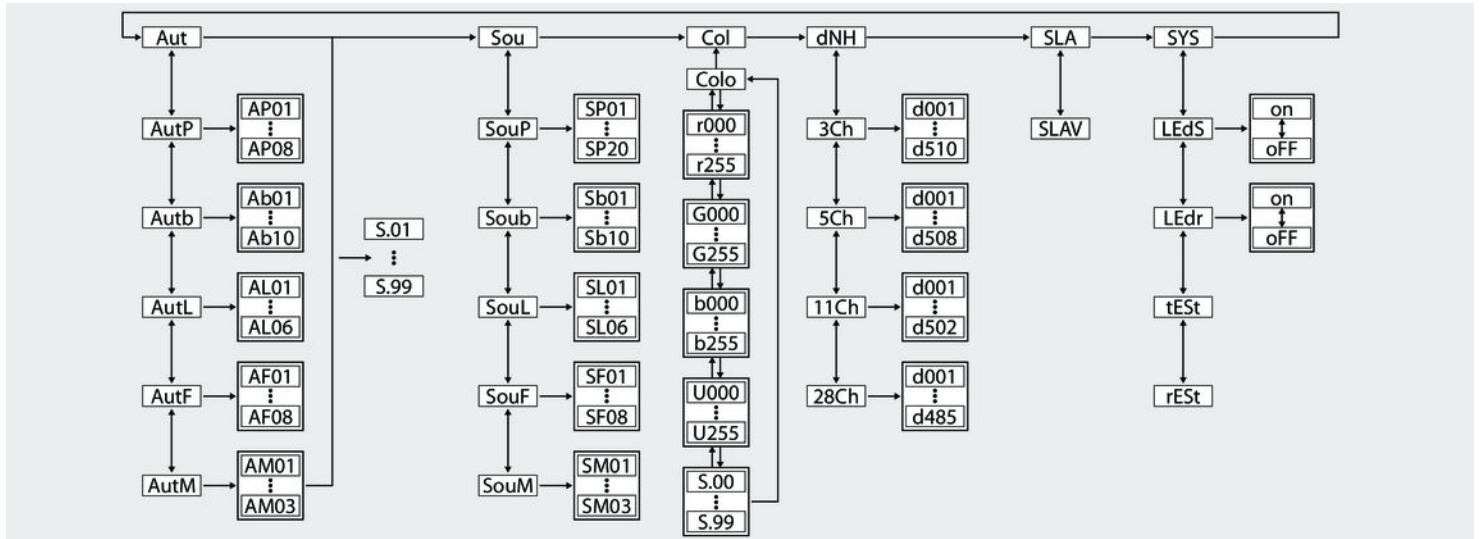 Aut
Sou
Col
dNH
SLA
SYS
AutP
AP01
AP08
Autb
Ab01
Ab10
AutL
AL01
AL06
AutF
AF01
AF08
AutM
AM01
AM03
S.01
S.99
SouP
SP01
SP20
Soub
Sb01
Sb10
SouL
SL01
SL06
SouF
SF01
SF08
SouM
SM01
SM03
Colo
r000
r255
G000
G255
b000
b255
U000
U255
S.00
S.99
3Ch
d001
d510
5Ch
d001
d508
11Ch
d001
d502
28Ch
d001
d485
SLAV
LEdS
on
oFF
LEdr
on
oFF
tESt
rESt